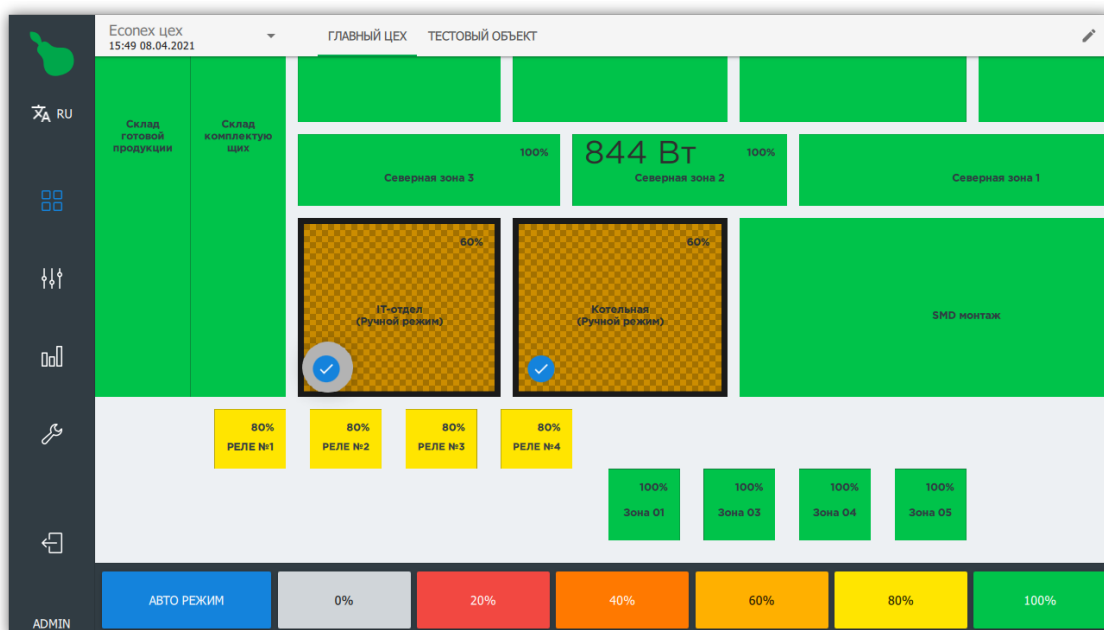 Econex цех
15:49 08.04.2021
ГЛАВНЫЙ ЦЕХ
ТЕСТОВЫЙ ОБЪЕКТ
RU
Склад
готовой
продукции
Склад
комплектую
щих
100%
Северная зона 3
844 Вт
100%
Северная зона 2
Северная зона 1
60%
IT-отдел
(Ручной режим)
60%
Котельная
(Ручной режим)
SMD монтаж
80%
РЕЛЕ №1
80%
РЕЛЕ №2
80%
РЕЛЕ №3
80%
РЕЛЕ №4
100%
Зона 01
100%
Зона 03
100%
Зона 04
100%
Зона 05
АВТО РЕЖИМ
0%
20%
40%
60%
80%
100%
ADMIN